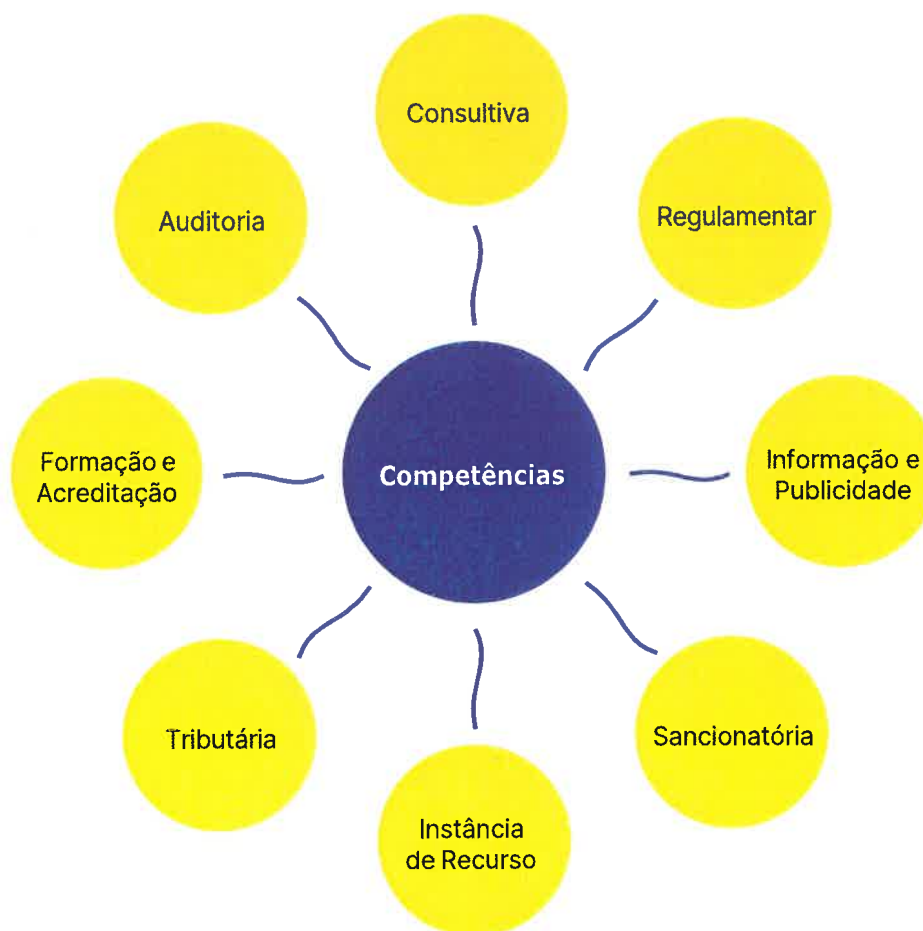 Consultiva
Regulamentar
Informação e
Publicidade
Sancionatória
Instância
de Recurso
Tributária
Formação e
Acreditação
Auditoria
Competências